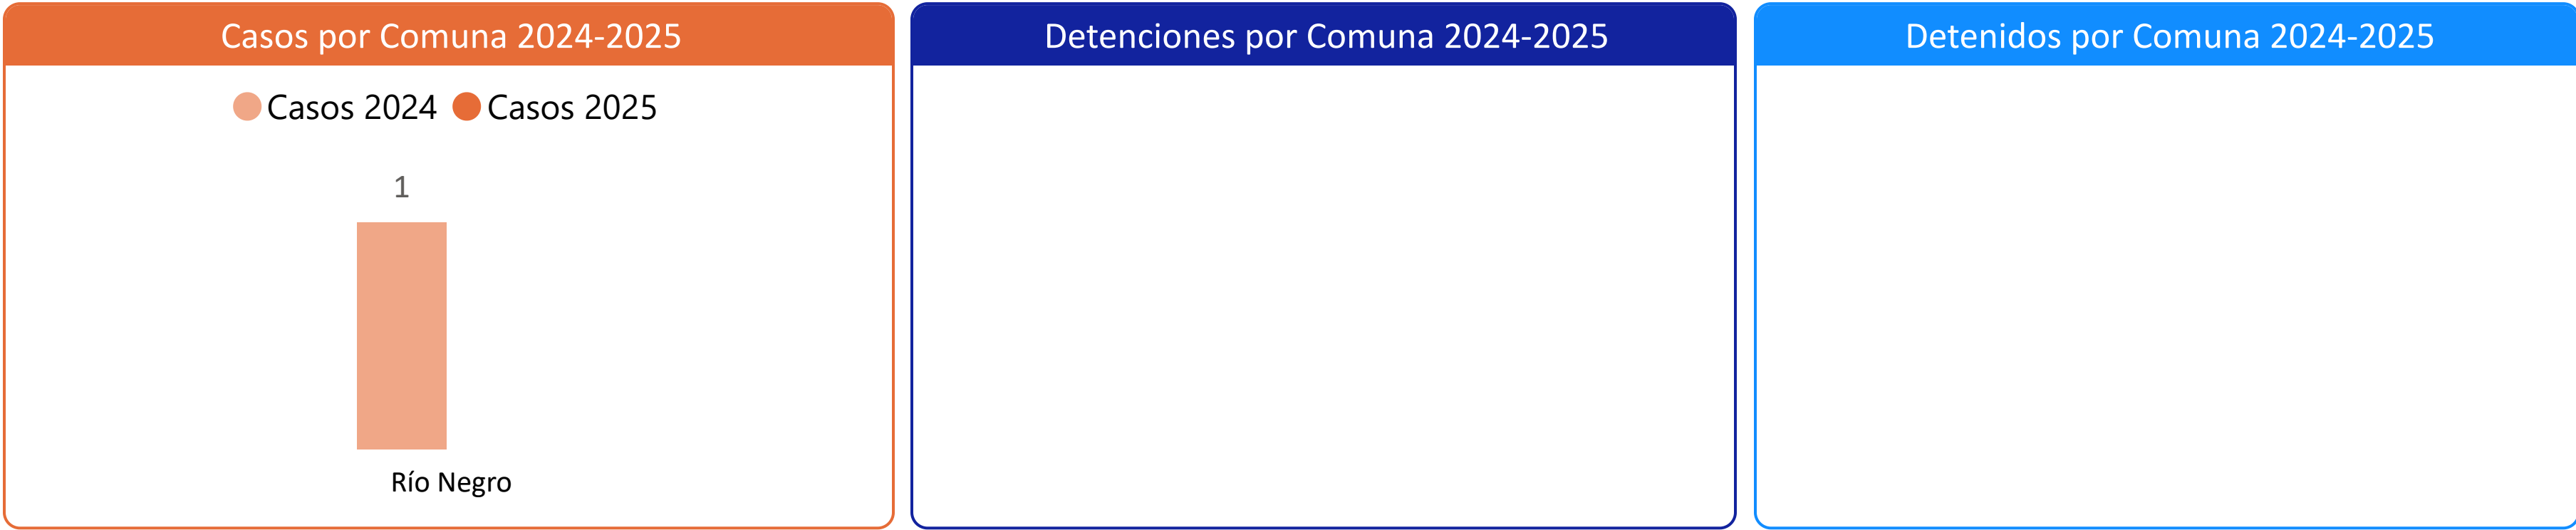 Casos por Comuna 2024-2025
Casos 2024 Casos 2025
1
Río Negro
Detenciones por Comuna 2024-2025
Detenidos por Comuna 2024-2025